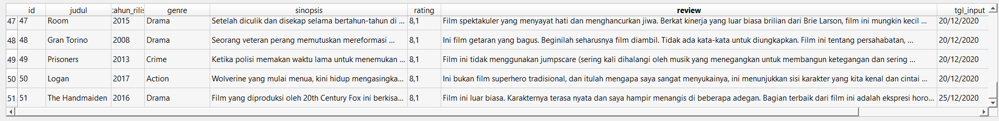 id judul tahun_rilis genre sinopsis rating review tgl_input
47 47 Room 2015 Drama Setelah diculik dan disekap selama bertahun-tahun di ... 8,1 Film spektakuler yang menyayat hati dan menghancurkan jiwa. Berkat kinerja yang luar biasa brilian dari Brie Larson, film ini mungkin kecil ... 20/12/2020
48 48 Gran Torino 2008 Drama Seorang veteran perang memutuskan mereformasi ... 8,1 Ini film getaran yang bagus. Beginilah seharusnya film diambil. Tidak ada kata-kata untuk diungkapkan. Film ini tentang persahabatan, ... 20/12/2020
49 49 Prisoners 2013 Crime Ketika polisi memakan waktu lama untuk menemukan ... 8,1 Film ini tidak menggunakan jumpscare (sering kali dihalangi oleh musik yang menegangkan untuk membangun ketegangan dan sering ... 20/12/2020
50 50 Logan 2017 Action Wolverine yang mulai menua, kini hidup mengasingka... 8,1 Ini bukan film superhero tradisional, dan itulah mengapa saya sangat menyukainya, ini menunjukkan sisi karakter yang kita kenal dan cintai ... 20/12/2020
51 51 The Handmaiden 2016 Drama Film yang diproduksi oleh 20th Century Fox ini berkisa... 8,1 Film ini luar biasa. Karakternya terasa nyata dan saya hampir menangis di beberapa adegan. Bagian terbaik dari film ini adalah ekspresi horo... 25/12/2020